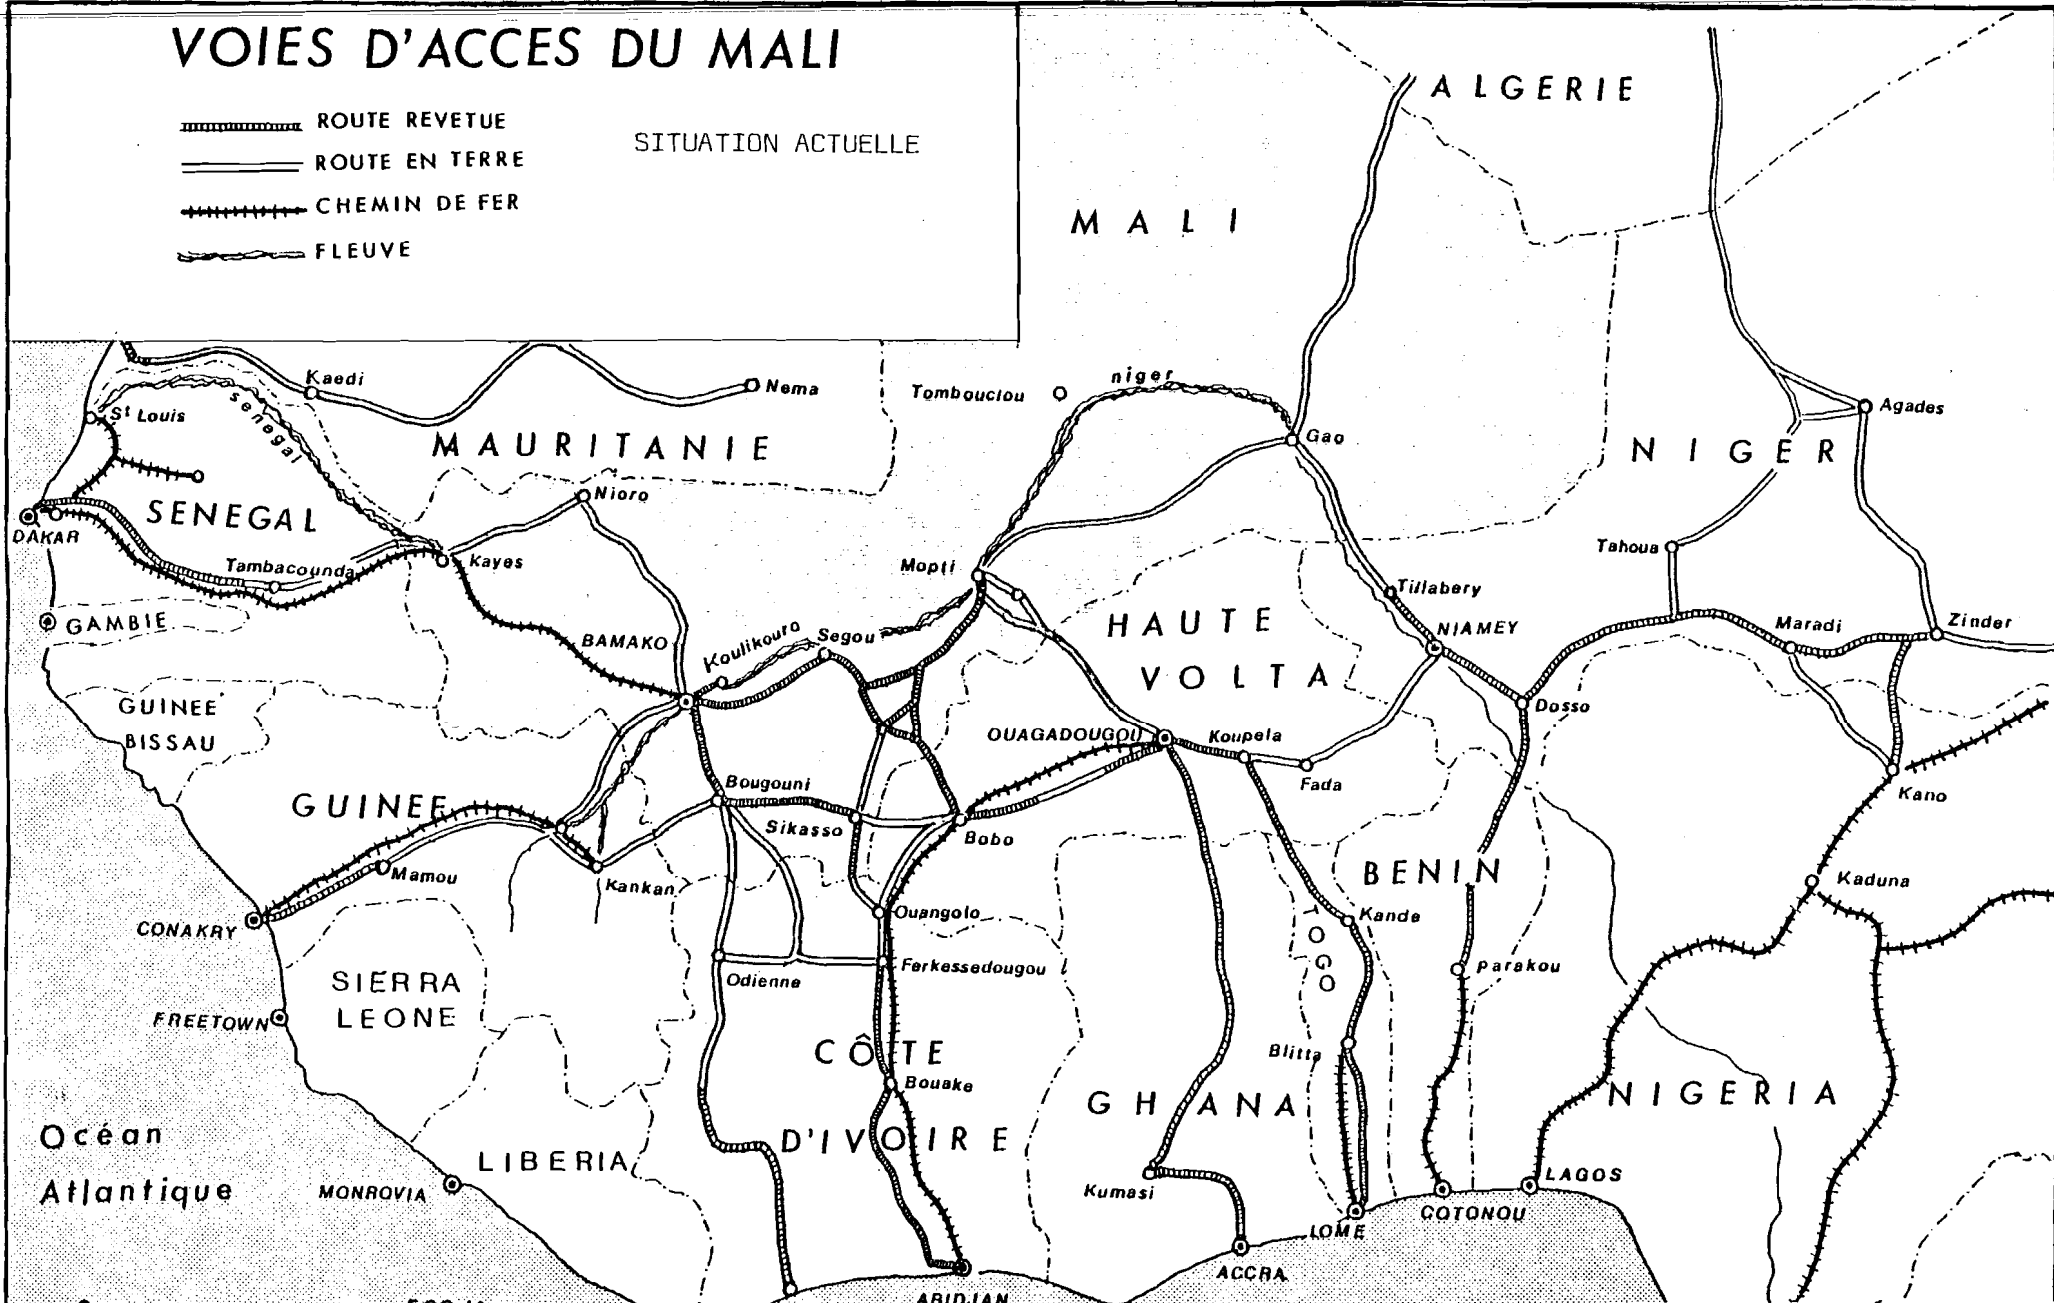 VOIES D'ACCES DU MALI
ROUTE REVETUE
SITUATION ACTUELLE
ROUTE EN TERRE
CHEMIN DE FER
FLEUVE
ALGERIE
MALI
Kaedi
Nema
Tombouclou
niger
St Louis
senegal
Agades
MAURITANIE
Gao
NIGER
Nioro
SENEGAL
DAKAR
Tambacounda
Kayes
Mopti
Tahoua
Tillabery
GAMBIE
HAUTE
VOLTA
NIAMEY
Maradi
Zinder
BAMAKO
Koulikouro
Segou
GUINEE
BISSAU
Dosso
OUAGADOUGOU
Koupela
Fada
GUINEE
Bougouni
Sikasso
Bobo
Kano
Mamou
Kankan
BENIN
Kaduna
CONAKRY
Ouangolo
Kande
TOGO
Ferkessedougou
Parakou
Odienne
SIERRA
LEONE
FREETOWN
CÔTE
D'IVOIRE
Blitta
Bouake
GHANA
NIGERIA
Océan
Atlantique
LIBERIA
MONROVIA
Kumasi
LAGOS
COTONOU
LOME
ACCRA
ABIDJAN